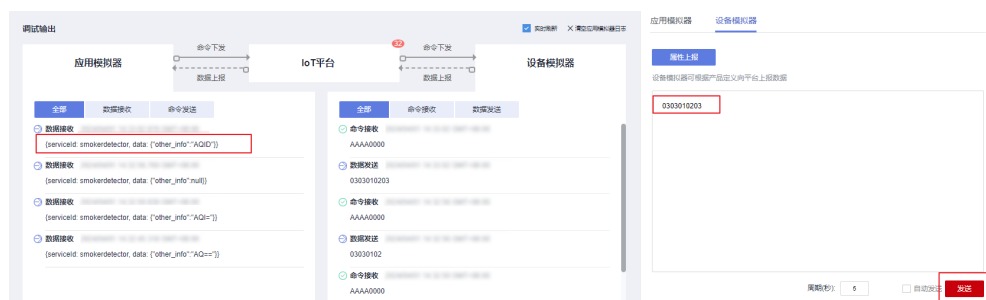 调试输出
实时刷新
清空应用模拟器日志
应用模拟器
命令下发
数据上报
IoT平台
32
命令下发
数据上报
设备模拟器
全部 数据接收 命令发送
数据接收
{serviceId: smokerdetector, data: {"other_info":"AQID"}}
数据接收
{serviceId: smokerdetector, data: {"other_info":null}}
数据接收
{serviceId: smokerdetector, data: {"other_info":"AQI="}}
数据接收
{serviceId: smokerdetector, data: {"other_info":"AQ=="}}
全部 命令接收 数据发送
命令接收
AAAA0000
数据发送
0303010203
命令接收
AAAA0000
数据发送
03030102
命令接收
AAAA0000
应用模拟器 设备模拟器
属性上报
设备模拟器可根据产品定义向平台上报数据
0303010203
周期(秒): 5 自动发送 发送